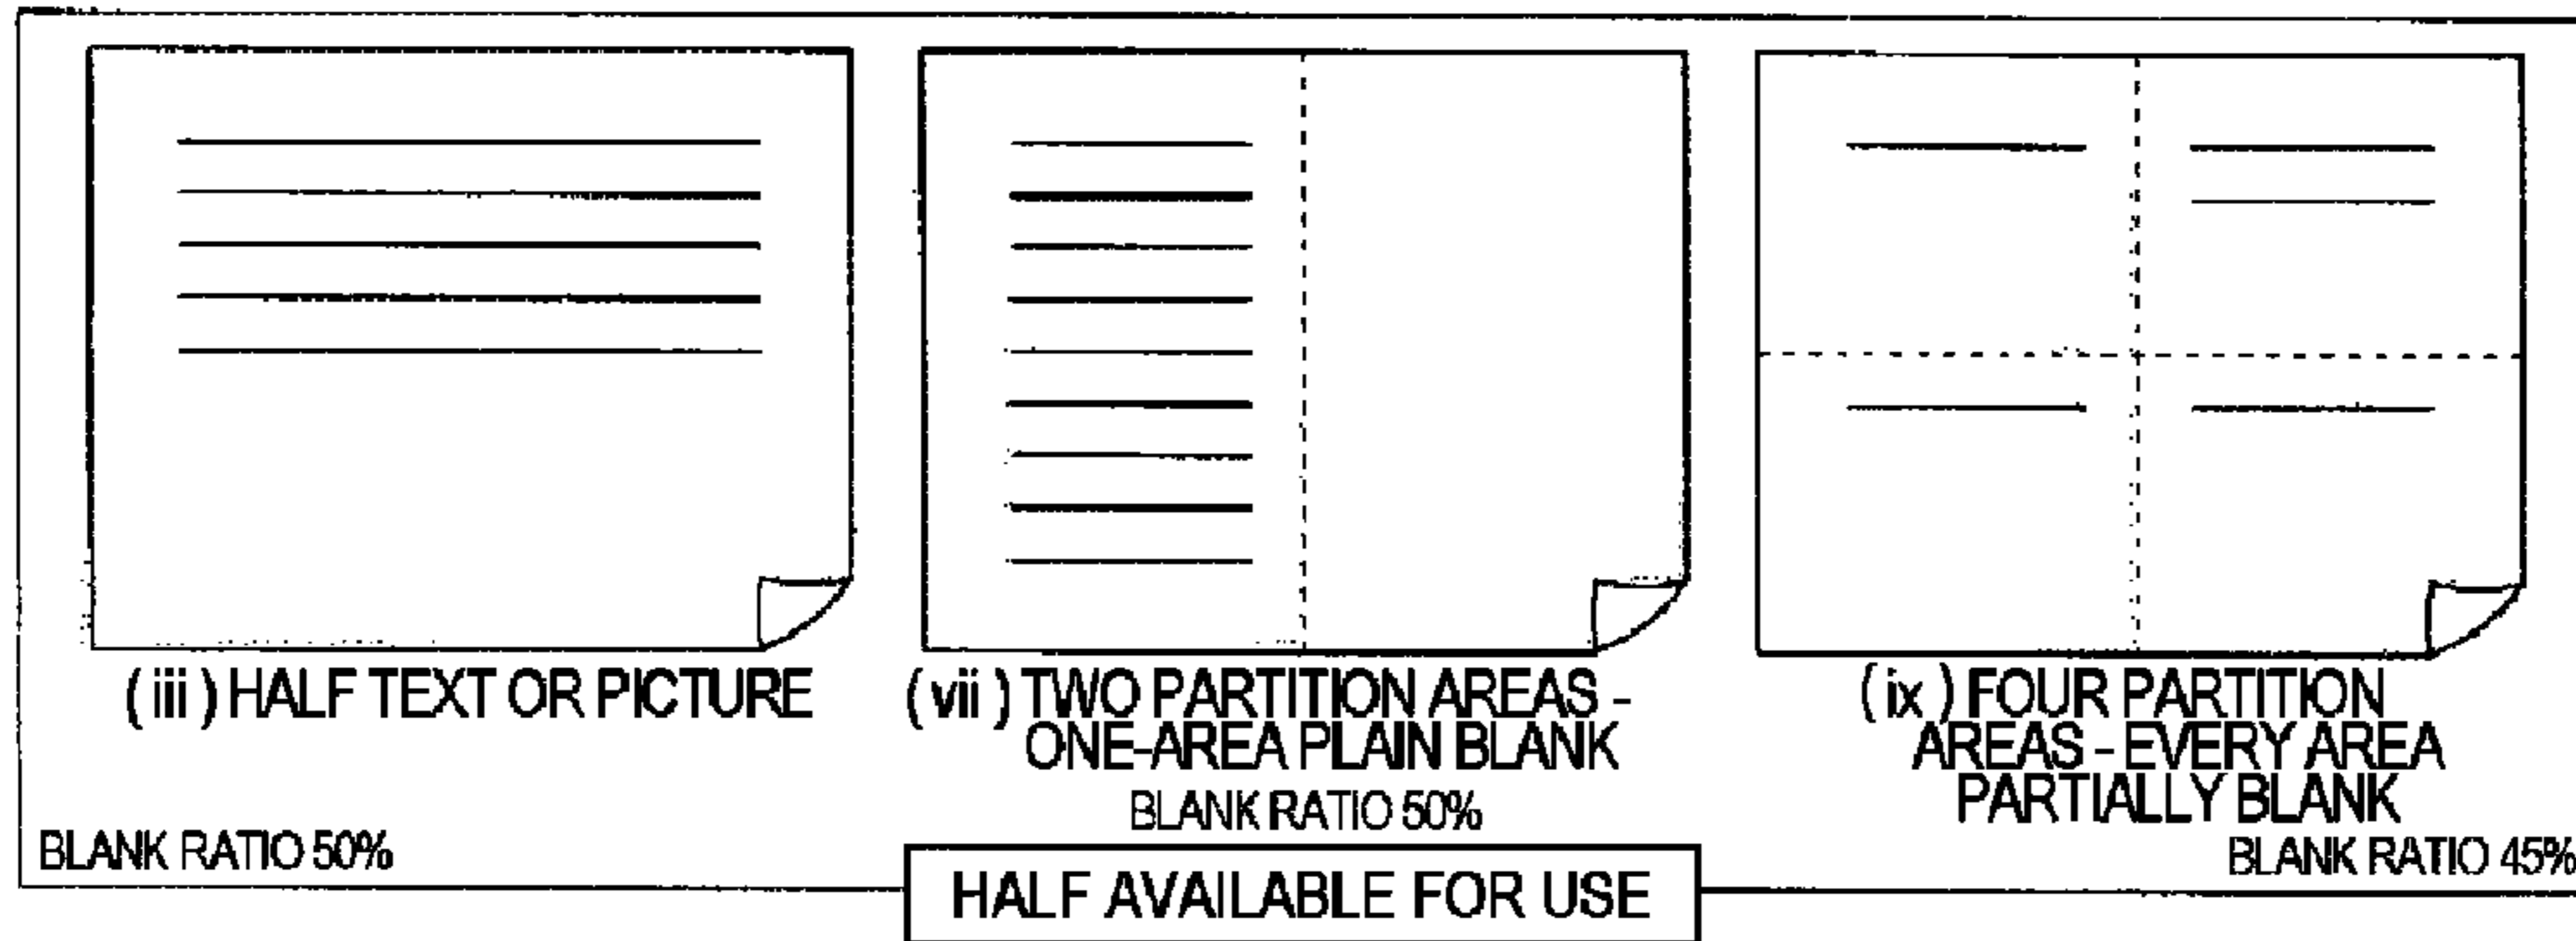 ( iii ) HALF TEXT OR PICTURE
BLANK RATIO 50%
( vii ) TWO PARTITION AREAS -
ONE-AREA PLAIN BLANK
BLANK RATIO 50%
( ix ) FOUR PARTITION
AREAS - EVERY AREA
PARTIALLY BLANK
BLANK RATIO 45%
HALF AVAILABLE FOR USE